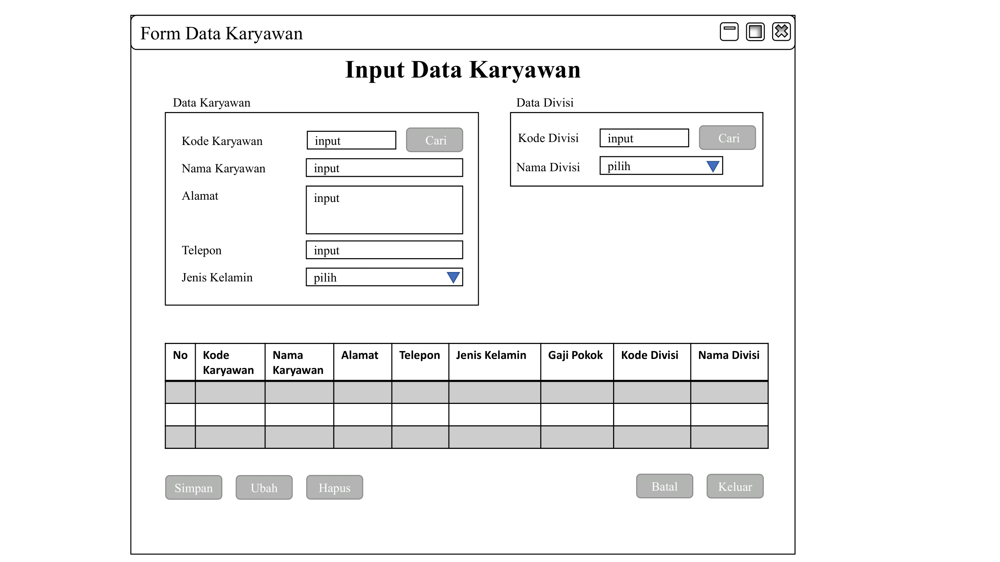 Form Data Karyawan
Input Data Karyawan
Data Karyawan
Kode Karyawan input Cari
Nama Karyawan input
Alamat input
Telepon input
Jenis Kelamin pilih
Data Divisi
Kode Divisi input Cari
Nama Divisi pilih
No Kode Karyawan Nama Karyawan Alamat Telepon Jenis Kelamin Gaji Pokok Kode Divisi Nama Divisi
Simpan Ubah Hapus Batal Keluar